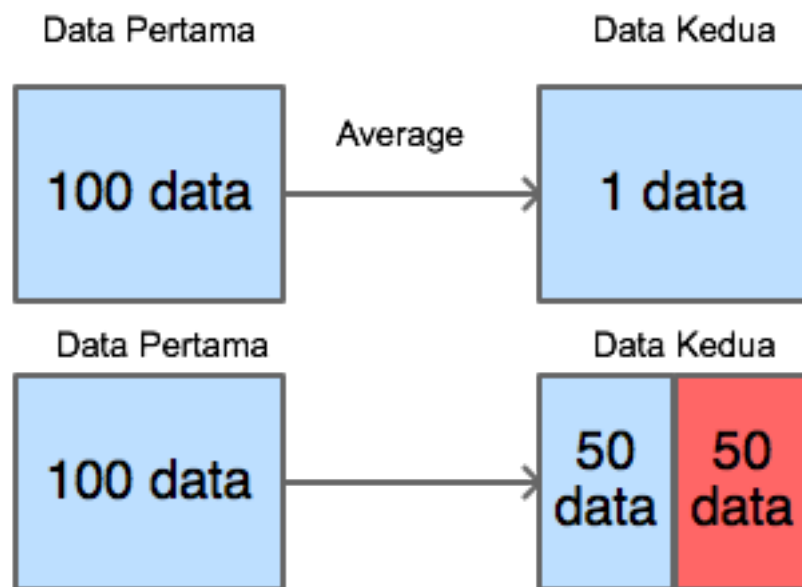 Data Pertama
Data Kedua
100 data
Average
1 data
Data Pertama
Data Kedua
100 data
50
data
50
data